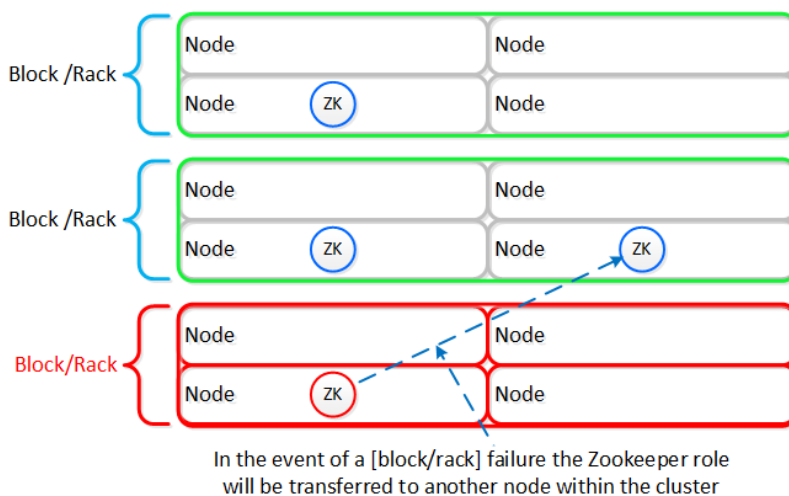 Node Node
Block /Rack
Node ZK Node
Node Node
Block /Rack
Node ZK Node ZK
Node Node
Block/Rack
Node ZK Node
In the event of a [block/rack] failure the Zookeeper role
will be transferred to another node within the cluster